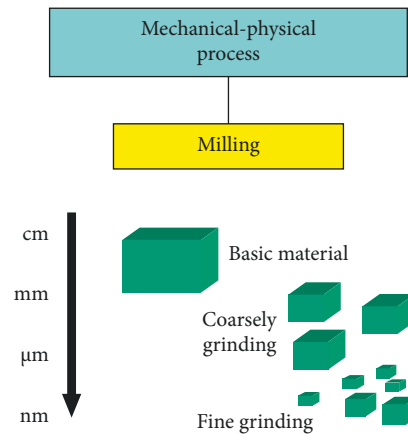 Mechanical-physical
process
Milling
cm
Basic material
mm
Coarsely
grinding
μm
nm
Fine grinding